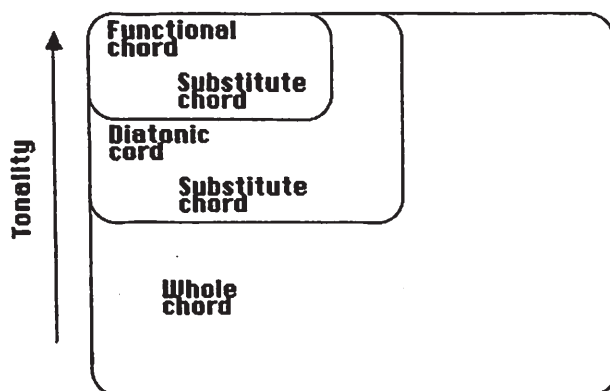 Functional
chord
Substitute
chord
Diatonic
cord
Substitute
chord
Whole
chord
Tonality